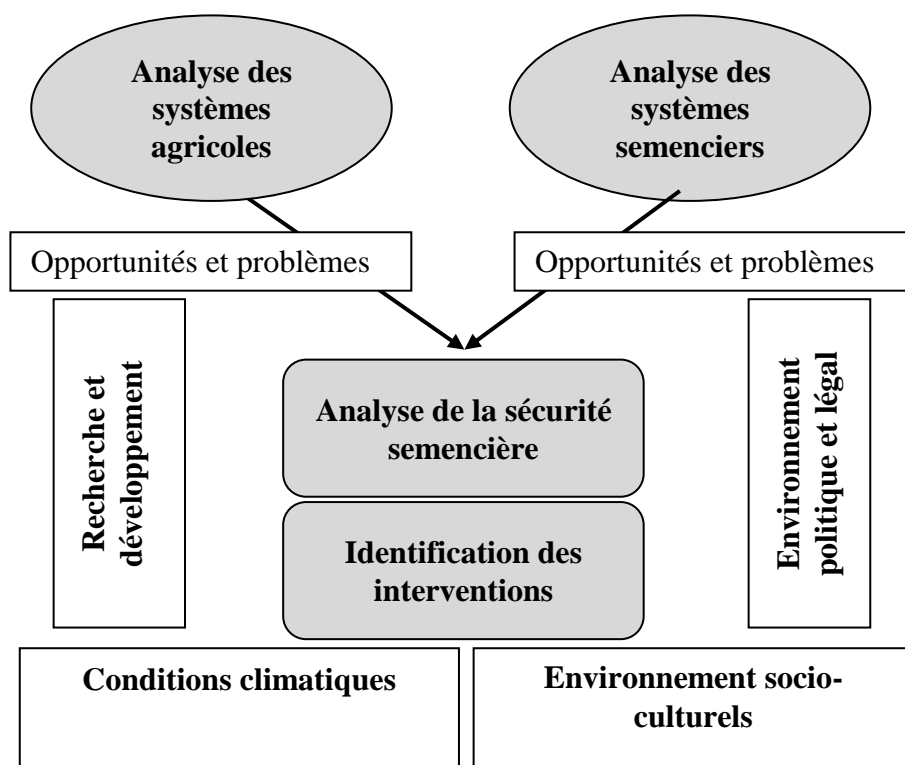 Analyse des
systèmes
agricoles
Analyse des
systèmes
semenciers
Opportunités et problèmes
Opportunités et problèmes
Recherche et
développement
Analyse de la sécurité
semencière
Environnement
politique et légal
Identification des
interventions
Conditions climatiques
Environnement socio-
culturels